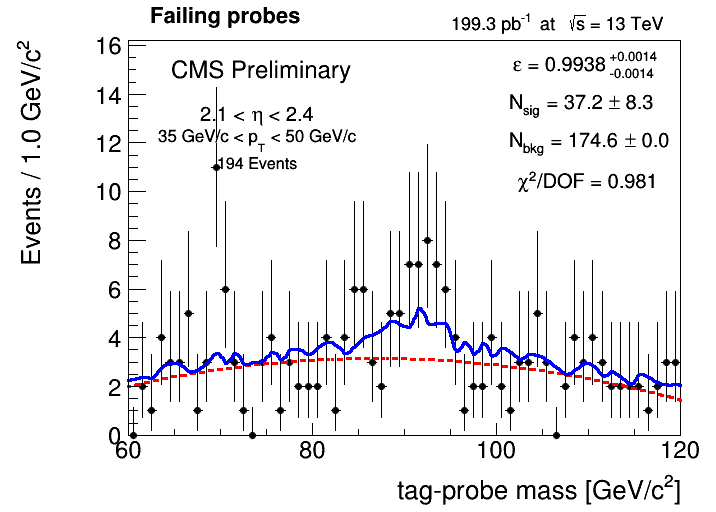 Failing probes
199.3 pb⁻¹ at √s = 13 TeV
CMS Preliminary
2.1 < η < 2.4
35 GeV/c < p_T < 50 GeV/c
194 Events
ε = 0.9938 +0.0014 -0.0014
N_sig = 37.2 ± 8.3
N_bkg = 174.6 ± 0.0
χ²/DOF = 0.981
Events / 1.0 GeV/c²
16
14
12
10
8
6
4
2
0
60 80 100 120
tag-probe mass [GeV/c²]